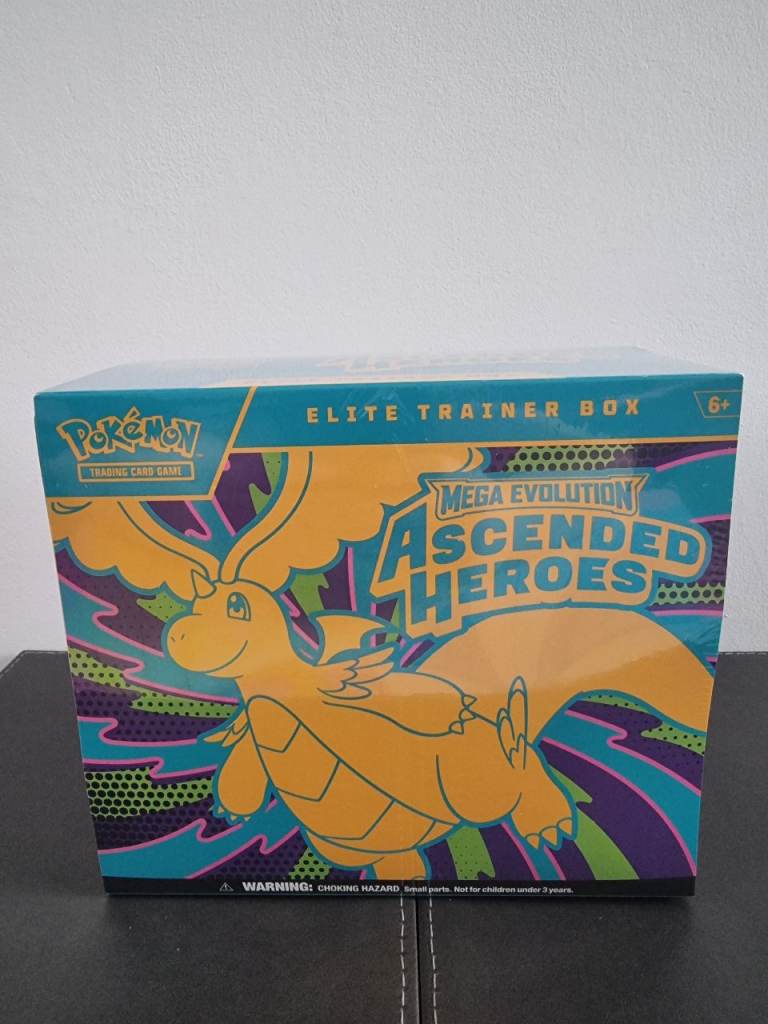 ELITE TRAINER BOX
6+
POKéMON
TRADING CARD GAME
MEGA EVOLUTION
ASCENDED
HEROES
WARNING: CHOKING HAZARD Small parts. Not for children under 3 years.